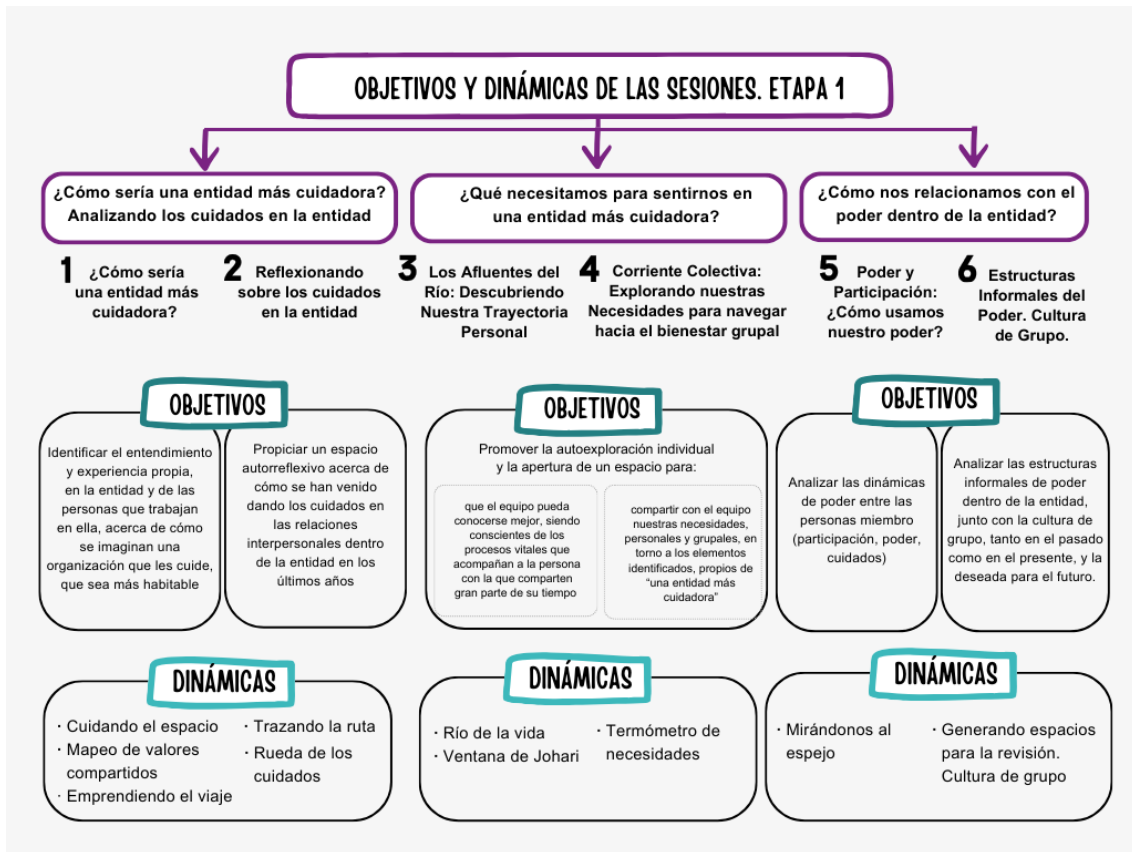 OBJETIVOS Y DINÁMICAS DE LAS SESIONES. ETAPA 1
¿Cómo sería una entidad más cuidadora?
Analizando los cuidados en la entidad
¿Qué necesitamos para sentirnos en
una entidad más cuidadora?
¿Cómo nos relacionamos con el
poder dentro de la entidad?
1 ¿Cómo sería
una entidad más
cuidadora?
2 Reflexionando
sobre los cuidados
en la entidad
3 Los Afluentes del
Río: Descubriendo
Nuestra Trayectoria
Personal
4 Corriente Colectiva:
Explorando nuestras
Necesidades para navegar
hacia el bienestar grupal
5 Poder y
Participación:
¿Cómo usamos
nuestro poder?
6 Estructuras
Informales del
Poder. Cultura
de Grupo.
OBJETIVOS
Identificar el entendimiento
y experiencia propia,
en la entidad y de las
personas que trabajan
en ella, acerca de cómo
se imaginan una
organización que les cuide,
que sea más habitable
Propiciar un espacio
autorreflexivo acerca de
cómo se han venido
dando los cuidados en
las relaciones
interpersonales dentro
de la entidad en los
últimos años
OBJETIVOS
Promover la autoexploración individual
y la apertura de un espacio para:
que el equipo pueda
conocerse mejor, siendo
conscientes de los
procesos vitales que
acompañan a la persona
con la que comparten
gran parte de su tiempo
compartir con el equipo
nuestras necesidades,
personales y grupales, en
torno a los elementos
identificados, propios de
“una entidad más
cuidadora”
OBJETIVOS
Analizar las dinámicas
de poder entre las
personas miembro
(participación, poder,
cuidados)
Analizar las estructuras
informales de poder
dentro de la entidad,
junto con la cultura de
grupo, tanto en el pasado
como en el presente, y la
deseada para el futuro.
DINÁMICAS
· Cuidando el espacio
· Mapeo de valores
compartidos
· Emprendiendo el viaje
· Trazando la ruta
· Rueda de los
cuidados
DINÁMICAS
· Río de la vida
· Ventana de Johari
· Termómetro de
necesidades
DINÁMICAS
· Mirándonos al
espejo
· Generando espacios
para la revisión.
Cultura de grupo